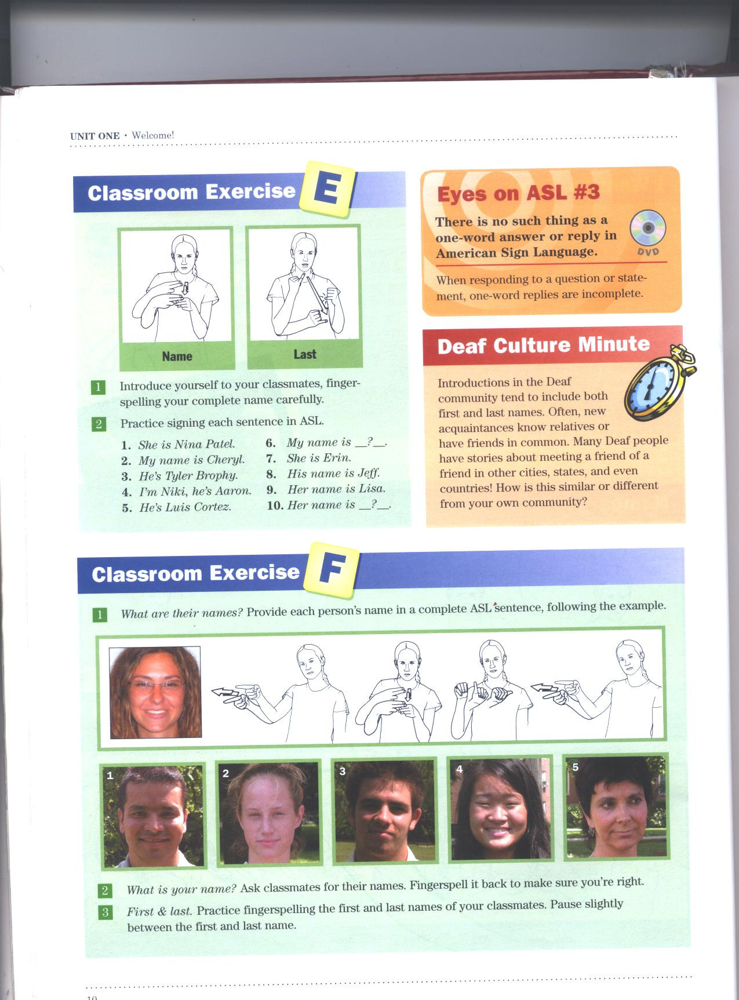 UNIT ONE • Welcome!
Classroom Exercise E
Name
Last
1 Introduce yourself to your classmates, finger-
spelling your complete name carefully.
2 Practice signing each sentence in ASL.
1. She is Nina Patel.
2. My name is Cheryl.
3. He's Tyler Brophy.
4. I'm Niki, he's Aaron.
5. He's Luis Cortez.
6. My name is __?__.
7. She is Erin.
8. His name is Jeff.
9. Her name is Lisa.
10. Her name is __?__.
Eyes on ASL #3
There is no such thing as a
one-word answer or reply in
American Sign Language.
DVD
When responding to a question or state-
ment, one-word replies are incomplete.
Deaf Culture Minute
Introductions in the Deaf
community tend to include both
first and last names. Often, new
acquaintances know relatives or
have friends in common. Many Deaf people
have stories about meeting a friend of a
friend in other cities, states, and even
countries! How is this similar or different
from your own community?
Classroom Exercise F
1 What are their names? Provide each person's name in a complete ASL sentence, following the example.
1
2
3
4
5
2 What is your name? Ask classmates for their names. Fingerspell it back to make sure you're right.
3 First & last. Practice fingerspelling the first and last names of your classmates. Pause slightly
between the first and last name.